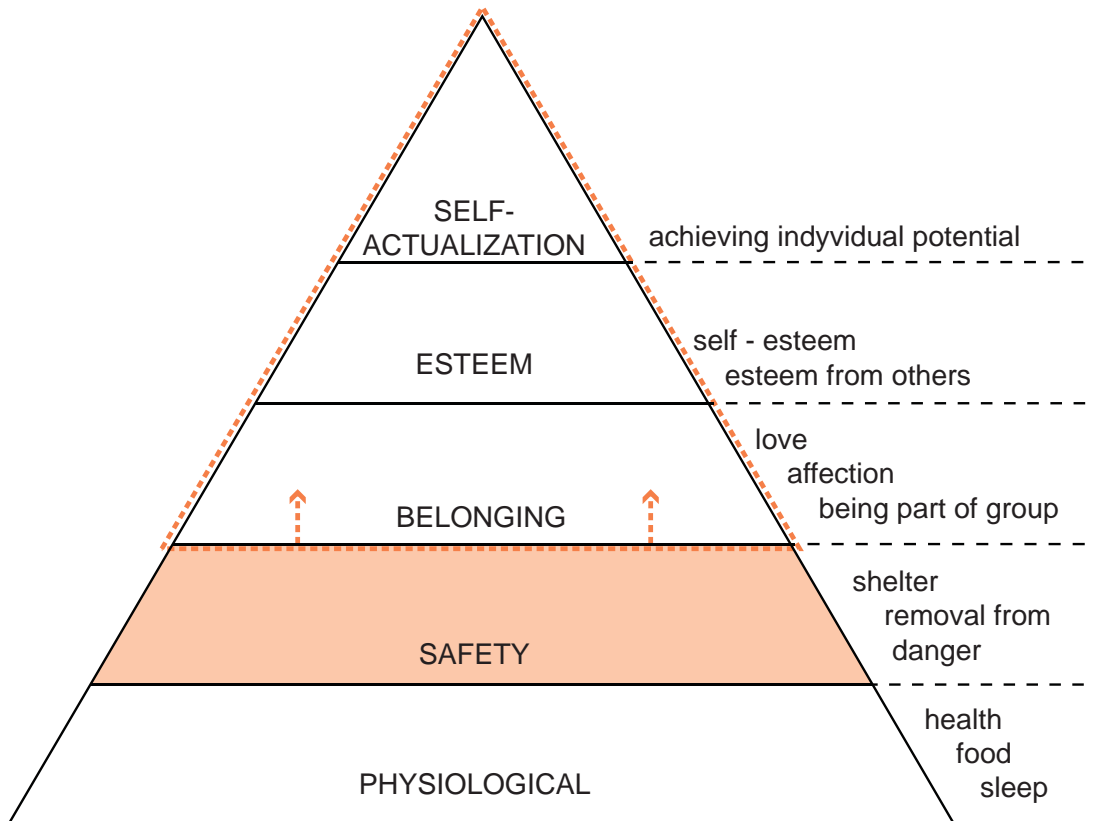 SELF-
ACTUALIZATION
achieving indyvidual potential
ESTEEM
self - esteem
esteem from others
BELONGING
love
affection
being part of group
SAFETY
shelter
removal from
danger
PHYSIOLOGICAL
health
food
sleep